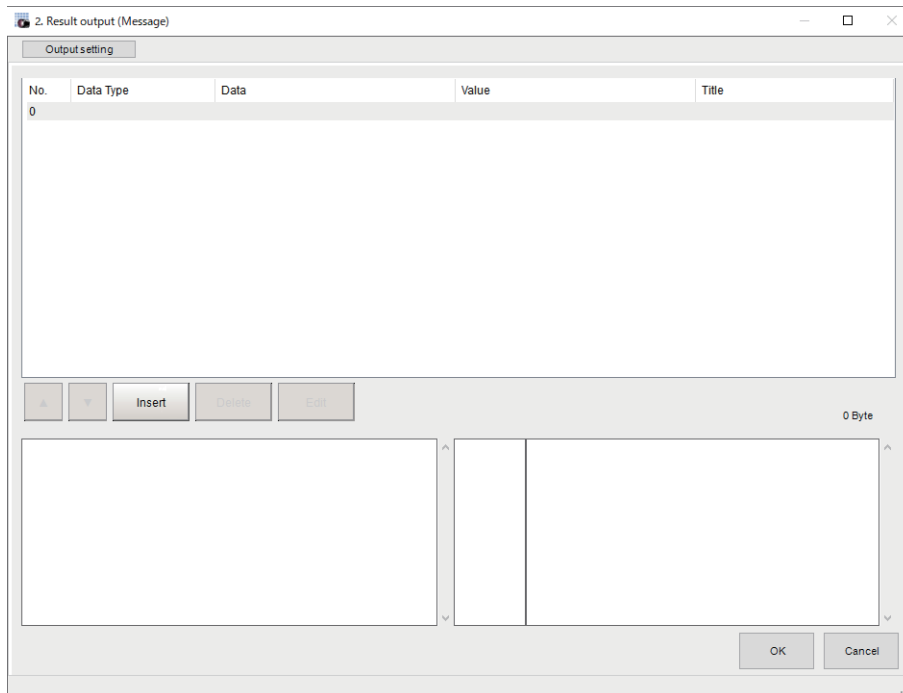 2. Result output (Message)
Output setting
No. Data Type Data Value Title
0
▲ ▼ Insert Delete Edit
0 Byte
OK Cancel